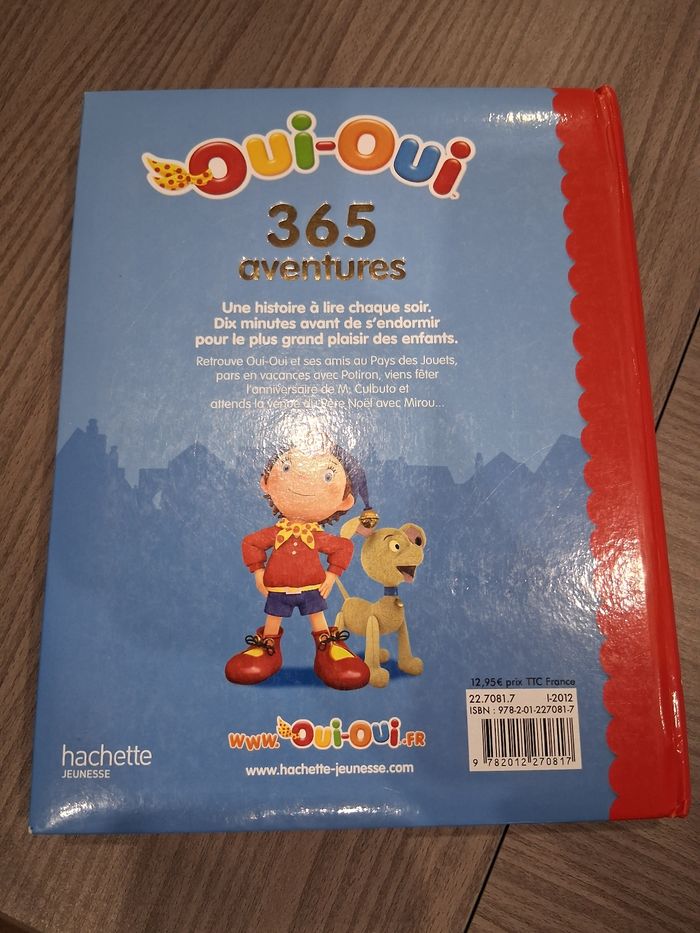 Oui-Oui
365
aventures
Une histoire à lire chaque soir.
Dix minutes avant de s'endormir
pour le plus grand plaisir des enfants.
Retrouve Oui-Oui et ses amis au Pays des Jouets,
pars en vacances avec Potiron, viens fêter
l'anniversaire de M. Culbuto et
attends la venue du Père Noël avec Mirou...
12,95€ prix TTC France
22.7081.7 I-2012
ISBN : 978-2-01-227081-7
9 782012 270817
www.Oui-Oui.FR
www.hachette-jeunesse.com
hachette
JEUNESSE